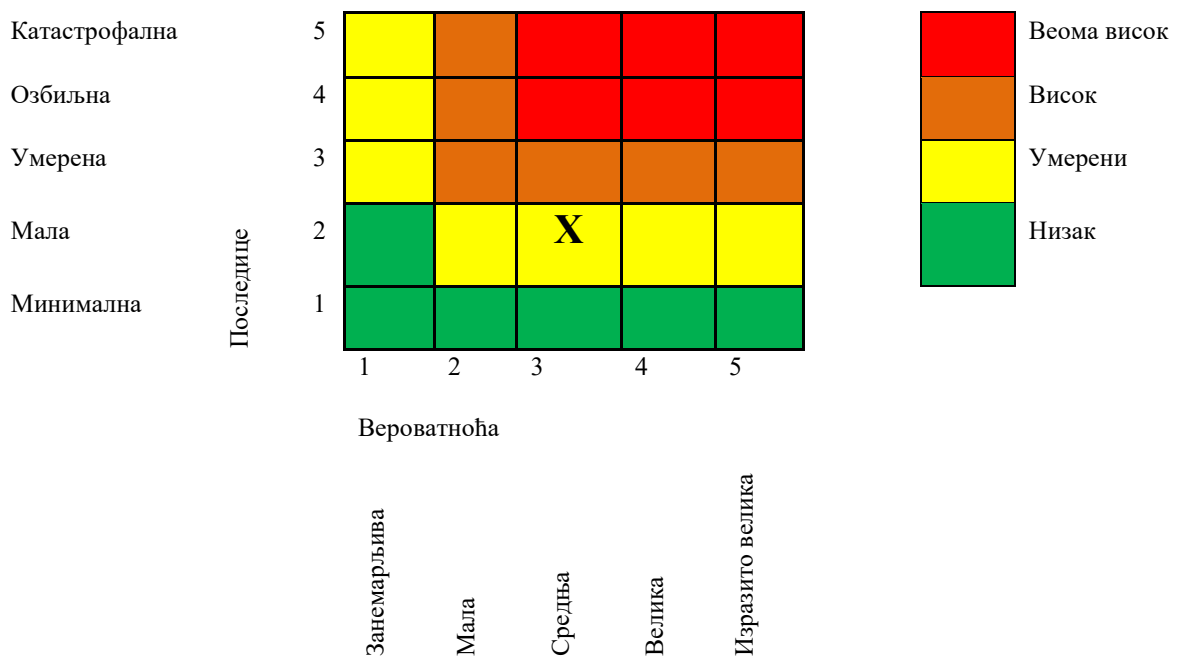 Катастрофална 5 Веома висок
Озбиљна 4 Висок
Умерена 3 Умерени
Мала 2 X Низак
Минимална 1
Последице
1 2 3 4 5
Вероватноћа
Занемарљива
Мала
Средња
Велика
Изразито велика